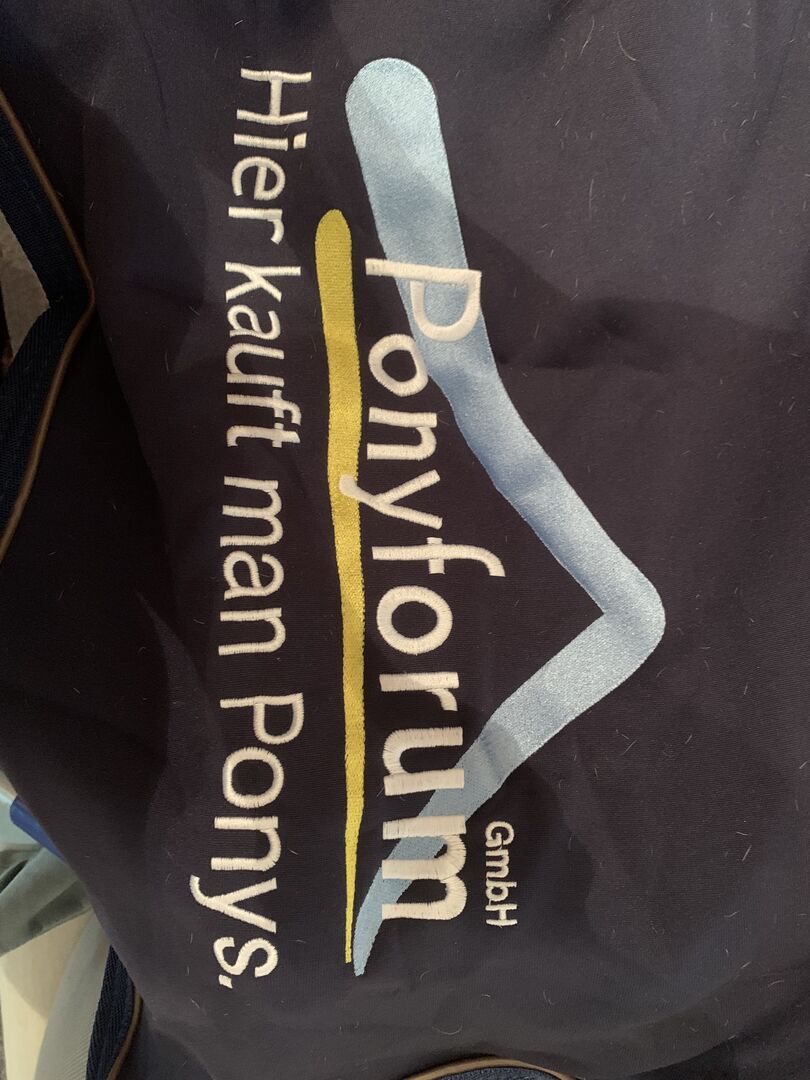 GmbH
Ponyforum
Hier kauft man Ponys.